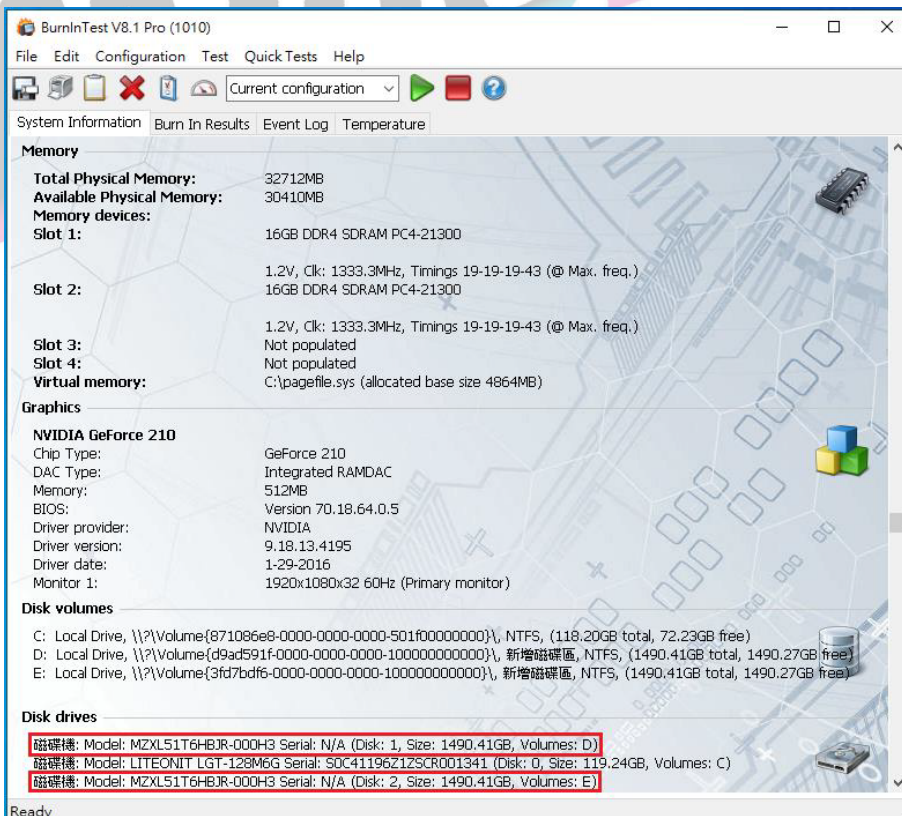 BurnInTest V8.1 Pro (1010)
File Edit Configuration Test Quick Tests Help
Current configuration
System Information Burn In Results Event Log Temperature
Memory
Total Physical Memory: 32712MB
Available Physical Memory: 30410MB
Memory devices:
Slot 1: 16GB DDR4 SDRAM PC4-21300
1.2V, Clk: 1333.3MHz, Timings 19-19-19-43 (@ Max. freq.)
Slot 2: 16GB DDR4 SDRAM PC4-21300
1.2V, Clk: 1333.3MHz, Timings 19-19-19-43 (@ Max. freq.)
Slot 3: Not populated
Slot 4: Not populated
Virtual memory: C:\pagefile.sys (allocated base size 4864MB)
Graphics
NVIDIA GeForce 210
Chip Type: GeForce 210
DAC Type: Integrated RAMDAC
Memory: 512MB
BIOS: Version 70.18.64.0.5
Driver provider: NVIDIA
Driver version: 9.18.13.4195
Driver date: 1-29-2016
Monitor 1: 1920x1080x32 60Hz (Primary monitor)
Disk volumes
C: Local Drive, \\?\Volume{871086e8-0000-0000-0000-501f00000000}\, NTFS, (118.20GB total, 72.23GB free)
D: Local Drive, \\?\Volume{d9ad591f-0000-0000-0000-100000000000}\, 新增磁碟區, NTFS, (1490.41GB total, 1490.27GB free)
E: Local Drive, \\?\Volume{3fd7bdf6-0000-0000-0000-100000000000}\, 新增磁碟區, NTFS, (1490.41GB total, 1490.27GB free)
Disk drives
磁碟機: Model: MZXL51T6HBJR-000H3 Serial: N/A (Disk: 1, Size: 1490.41GB, Volumes: D)
磁碟機: Model: LITEONIT LGT-128M6G Serial: S0C41196Z1ZSCR001341 (Disk: 0, Size: 119.24GB, Volumes: C)
磁碟機: Model: MZXL51T6HBJR-000H3 Serial: N/A (Disk: 2, Size: 1490.41GB, Volumes: E)
Ready